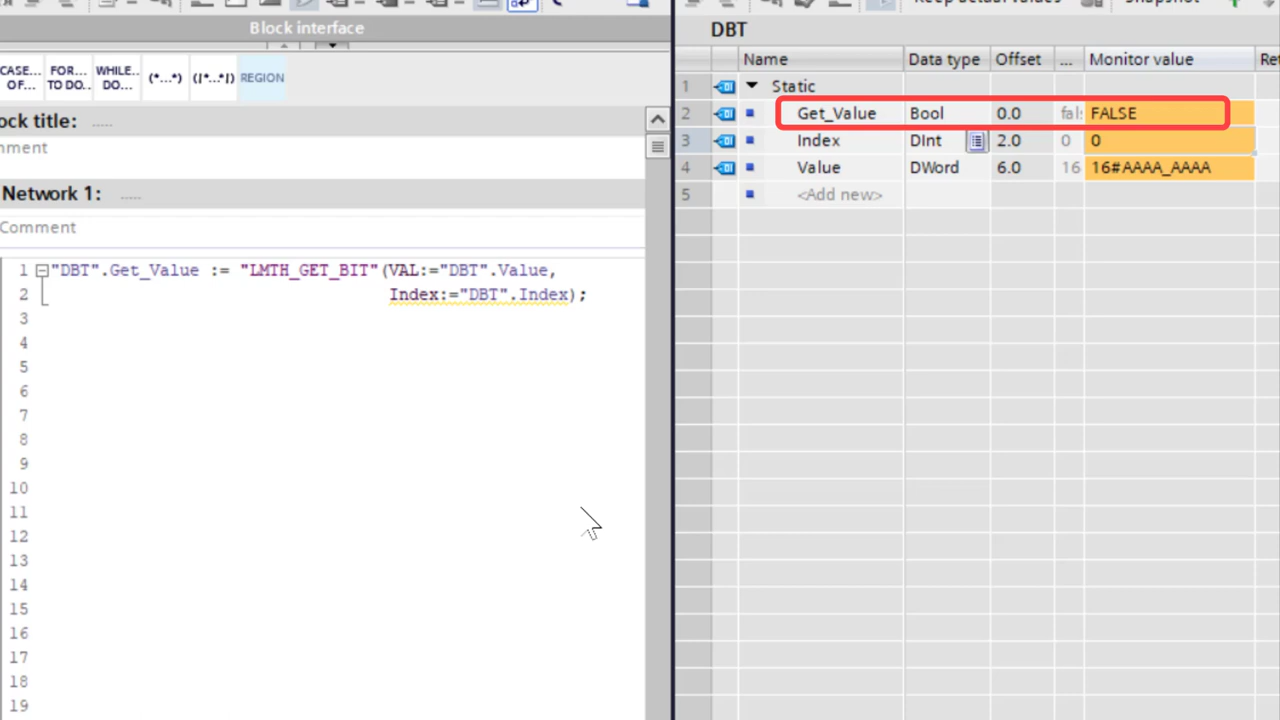 Block interface
CASE... OF...
FOR... TO DO..
WHILE.. DO...
(*...*)
(|*...*|)
REGION
ock title: .....
mment
Network 1: .....
Comment
1 "DBT".Get_Value := "LMTH_GET_BIT"(VAL:="DBT".Value,
2 Index:="DBT".Index);
3
4
5
6
7
8
9
10
11
12
13
14
15
16
17
18
19
DBT
Name Data type Offset ... Monitor value Ret
1 Static
2 Get_Value Bool 0.0 fals FALSE
3 Index DInt 2.0 0 0
4 Value DWord 6.0 16 16#AAAA_AAAA
5 <Add new>